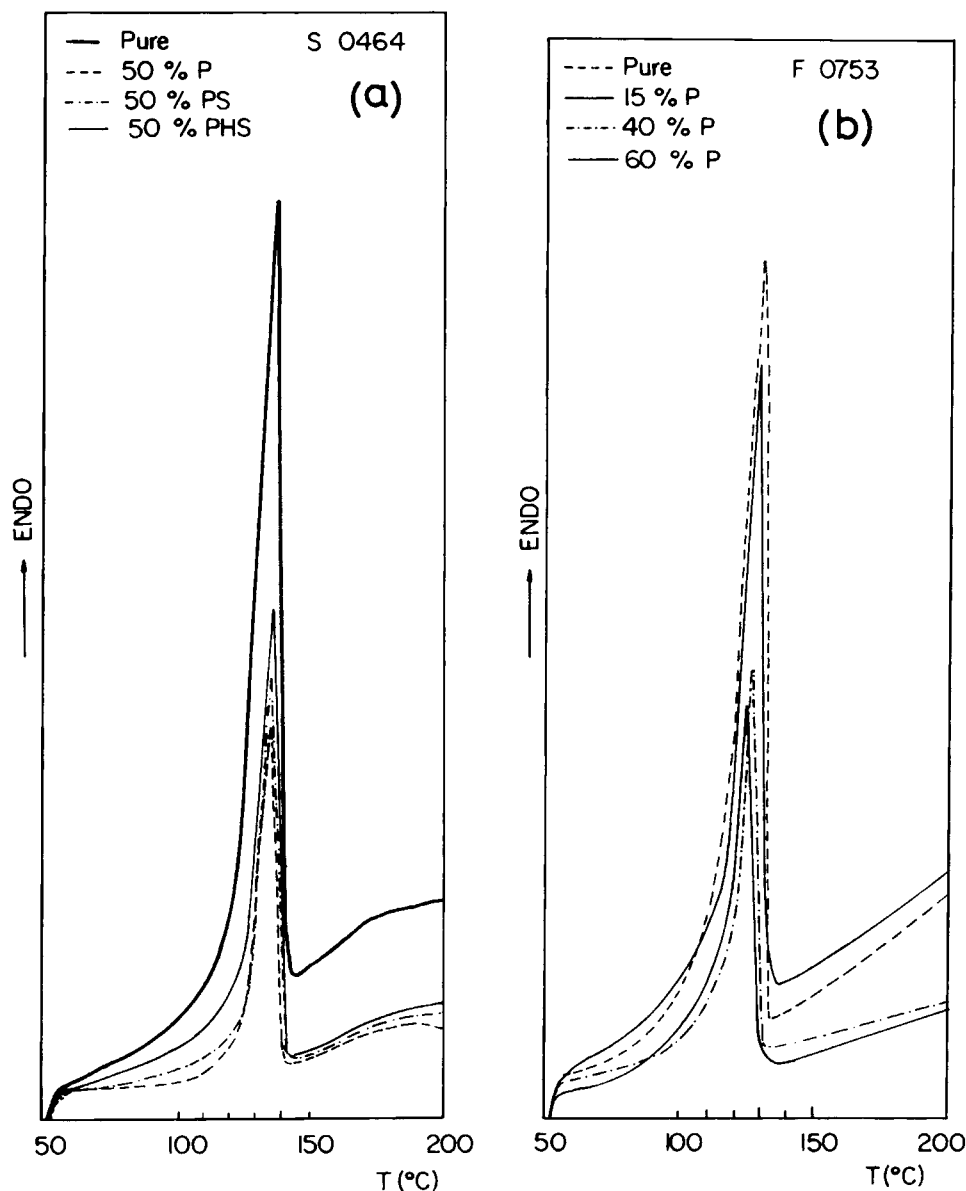 Pure S 0464
50 % P
50 % PS
50 % PHS
(a)
ENDO
50 100 150 200
T (°C)
Pure F 0753
15 % P
40 % P
60 % P
(b)
ENDO
50 100 150 200
T (°C)